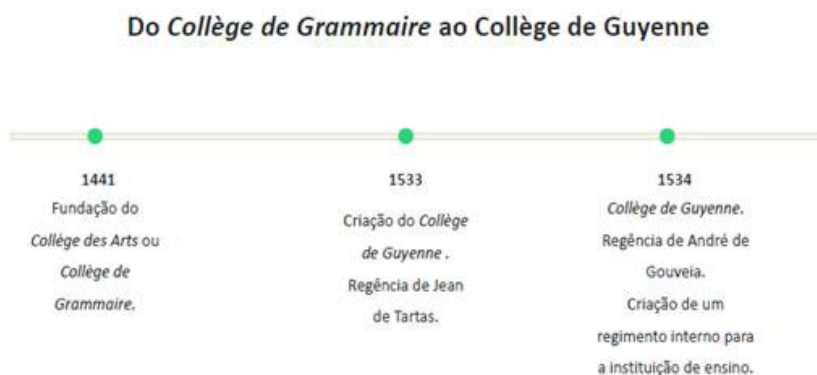 Do Collège de Grammaire ao Collège de Guyenne
1441
Fundação do
Collège des Arts ou
Collège de
Grammaire.
1533
Criação do Collège
de Guyenne .
Regência de Jean
de Tartas.
1534
Collège de Guyenne.
Regência de André de
Gouveia.
Criação de um
regimento interno para
a instituição de ensino.